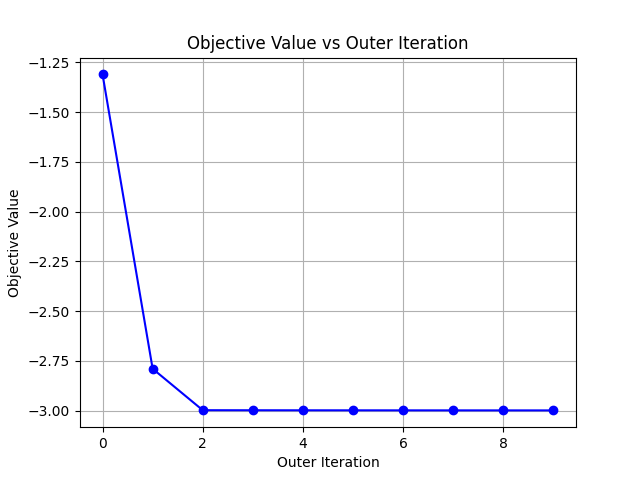 Objective Value vs Outer Iteration
−1.25
−1.50
−1.75
−2.00
−2.25
−2.50
−2.75
−3.00
Objective Value
0 2 4 6 8
Outer Iteration